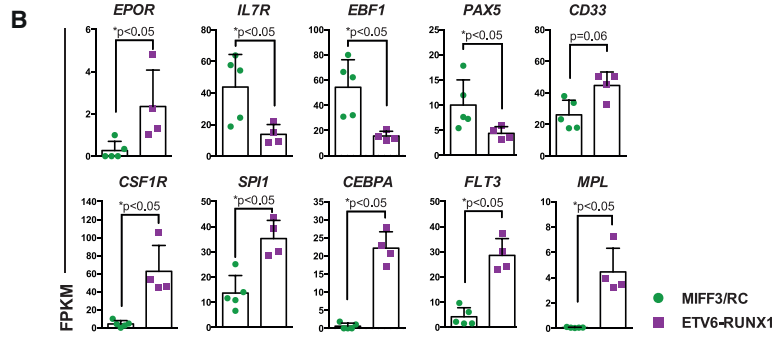 B
EPOR IL7R EBF1 PAX5 CD33
*p<0.05 *p<0.05 *p<0.05 *p<0.05 p=0.06
6 4 2 0
80 60 40 20 0
100 80 60 40 20 0
25 20 15 10 5 0
80 60 40 20 0
CSF1R SPI1 CEBPA FLT3 MPL
*p<0.05 *p<0.05 *p<0.05 *p<0.05 *p<0.05
140 120 100 80 60 40 20 0
50 40 30 20 10 0
35 30 25 20 15 10 5 0
50 40 30 20 10 0
10 8 6 4 2 0
FPKM
MIFF3/RC
ETV6-RUNX1